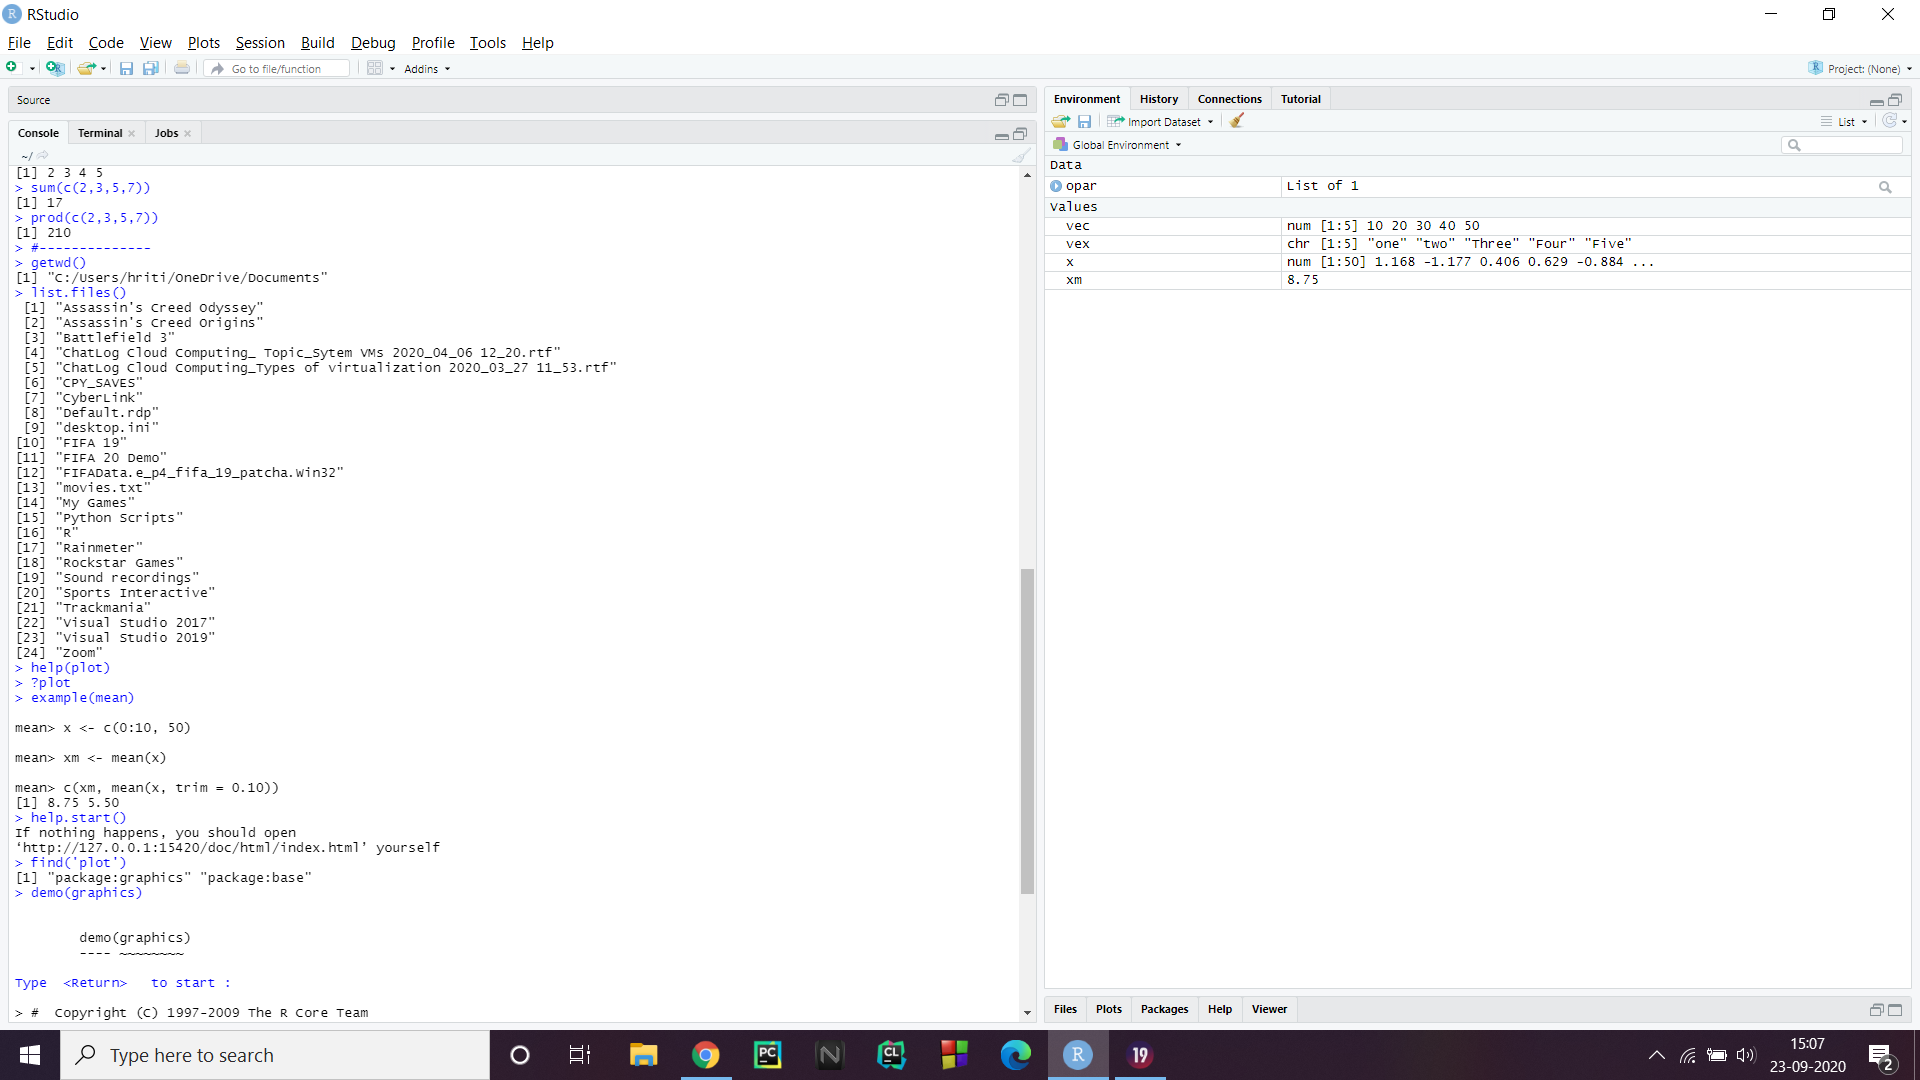 RStudio
File Edit Code View Plots Session Build Debug Profile Tools Help
Go to file/function Addins Project: (None)
Source
Console Terminal Jobs
~/
[1] 2 3 4 5
> sum(c(2,3,5,7))
[1] 17
> prod(c(2,3,5,7))
[1] 210
> #--------------
> getwd()
[1] "C:/Users/hriti/OneDrive/Documents"
> list.files()
[1] "Assassin's Creed Odyssey"
[2] "Assassin's Creed Origins"
[3] "Battlefield 3"
[4] "ChatLog Cloud Computing_ Topic_Sytem VMs 2020_04_06 12_20.rtf"
[5] "ChatLog Cloud Computing_Types of virtualization 2020_03_27 11_53.rtf"
[6] "CPY_SAVES"
[7] "CyberLink"
[8] "Default.rdp"
[9] "desktop.ini"
[10] "FIFA 19"
[11] "FIFA 20 Demo"
[12] "FIFAData.e_p4_fifa_19_patcha.Win32"
[13] "movies.txt"
[14] "My Games"
[15] "Python Scripts"
[16] "R"
[17] "Rainmeter"
[18] "Rockstar Games"
[19] "Sound recordings"
[20] "Sports Interactive"
[21] "Trackmania"
[22] "Visual Studio 2017"
[23] "Visual Studio 2019"
[24] "Zoom"
> help(plot)
> ?plot
> example(mean)
mean> x <- c(0:10, 50)
mean> xm <- mean(x)
mean> c(xm, mean(x, trim = 0.10))
[1] 8.75 5.50
> help.start()
If nothing happens, you should open
‘http://127.0.0.1:15420/doc/html/index.html’ yourself
> find('plot')
[1] "package:graphics" "package:base"
> demo(graphics)
demo(graphics)
---- ~~~~~~~~
Type <Return> to start :
> # Copyright (C) 1997-2009 The R Core Team
Environment History Connections Tutorial
Import Dataset List
Global Environment
Data
opar List of 1
Values
vec num [1:5] 10 20 30 40 50
vex chr [1:5] "one" "two" "Three" "Four" "Five"
x num [1:50] 1.168 -1.177 0.406 0.629 -0.884 ...
xm 8.75
Files Plots Packages Help Viewer
Type here to search
PC
N
CL
R
19
15:07
23-09-2020
2